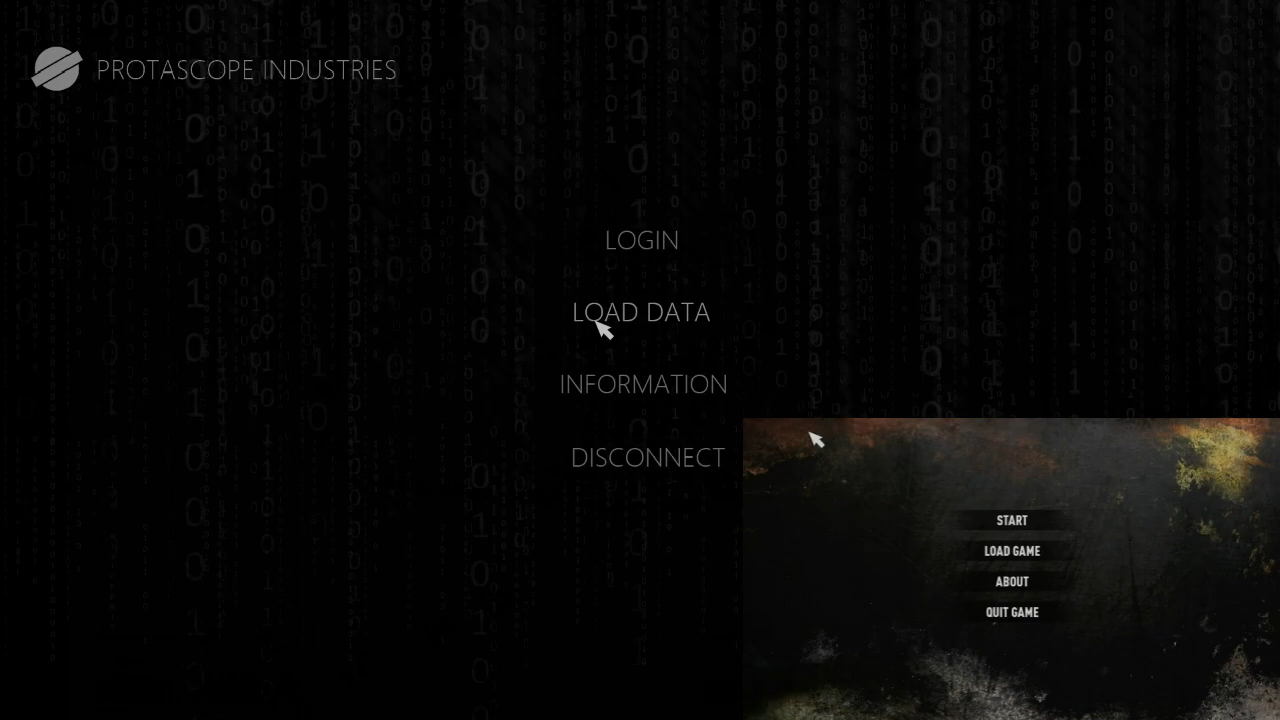 PROTASCOPE INDUSTRIES
LOGIN
LOAD DATA
INFORMATION
DISCONNECT
START
LOAD GAME
ABOUT
QUIT GAME